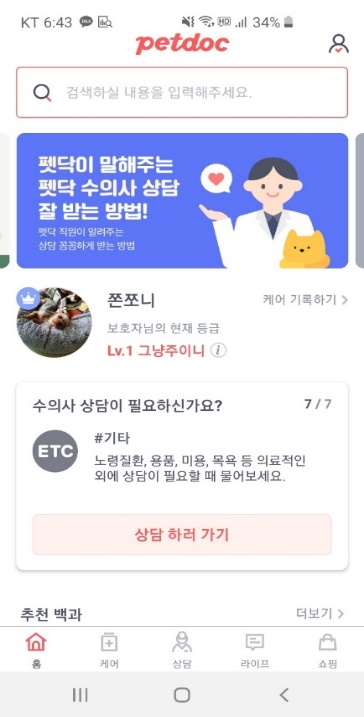 KT 6:43 34%
petdoc
검색하실 내용을 입력해주세요.
펫닥이 말해주는
펫닥 수의사 상담
잘 받는 방법!
펫닥 직원이 알려주는
상담 꼼꼼하게 받는 방법
쫀쪼니
케어 기록하기 >
보호자님의 현재 등급
Lv.1 그냥주이니 i
수의사 상담이 필요하신가요?
7 / 7
ETC
#기타
노령질환, 용품, 미용, 목욕 등 의료적인
외에 상담이 필요할 때 물어보세요.
상담 하러 가기
추천 백과
더보기 >
홈 케어 상담 라이프 쇼핑